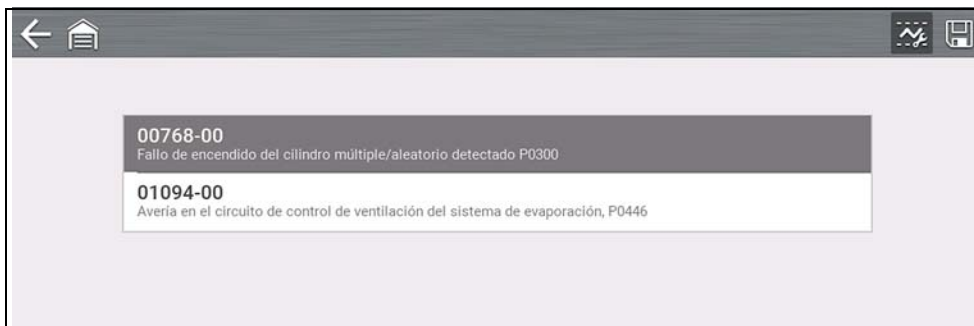 00768-00
Fallo de encendido del cilindro múltiple/aleatorio detectado P0300
01094-00
Avería en el circuito de control de ventilación del sistema de evaporación, P0446